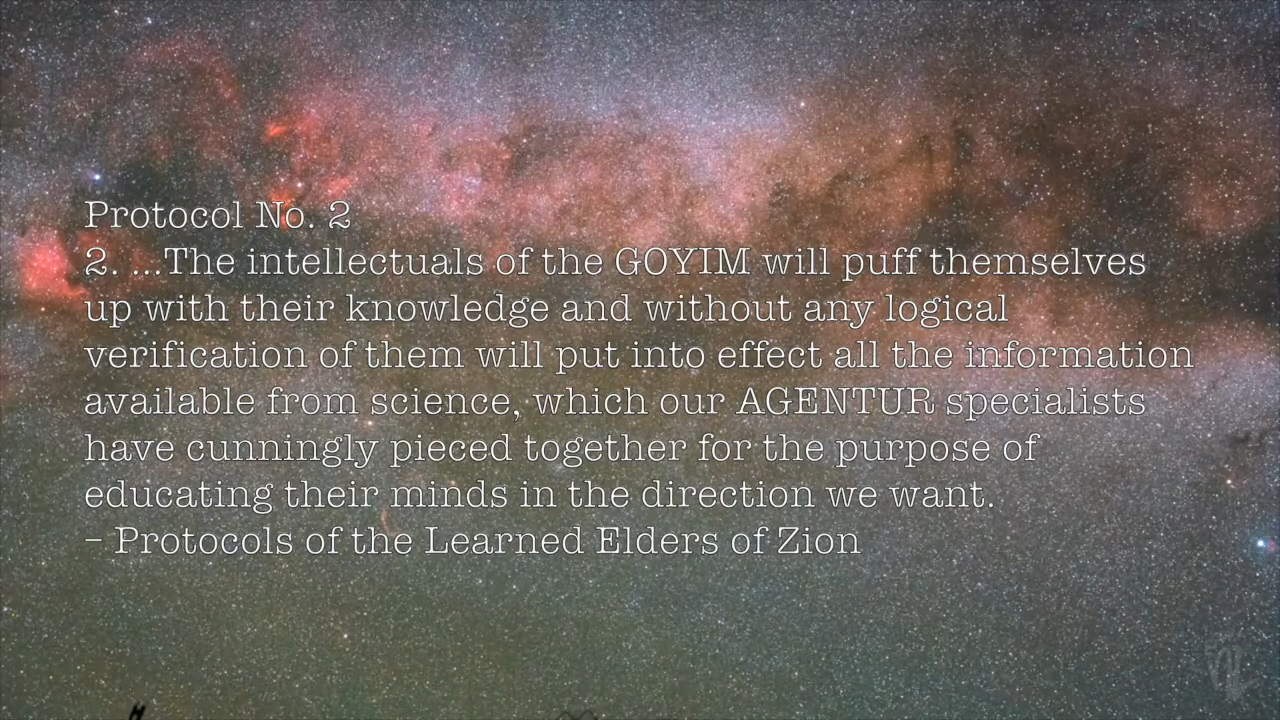 Protocol No. 2
2. ...The intellectuals of the GOYIM will puff themselves
up with their knowledge and without any logical
verification of them will put into effect all the information
available from science, which our AGENTUR specialists
have cunningly pieced together for the purpose of
educating their minds in the direction we want.
– Protocols of the Learned Elders of Zion